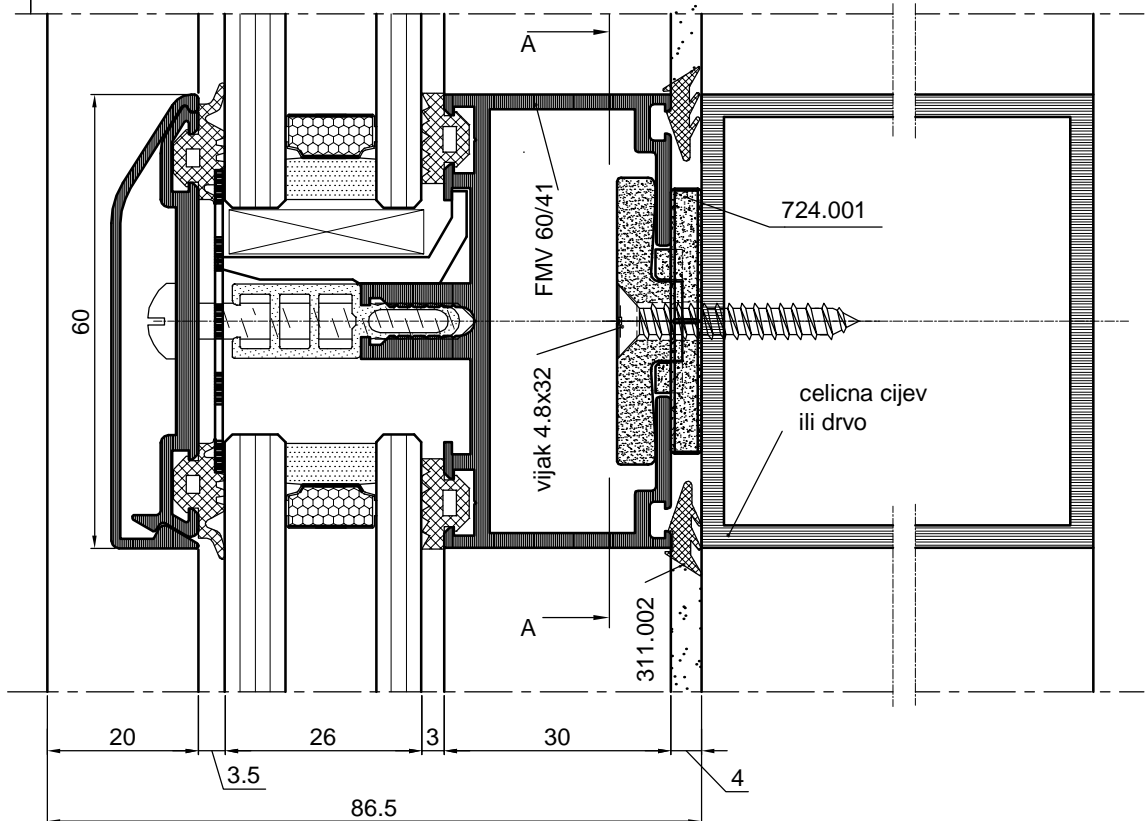 A
724.001
FMV 60/41
60
vijak 4.8x32
celicna cijev
ili drvo
A
311.002
20
26
3
30
3.5
4
86.5